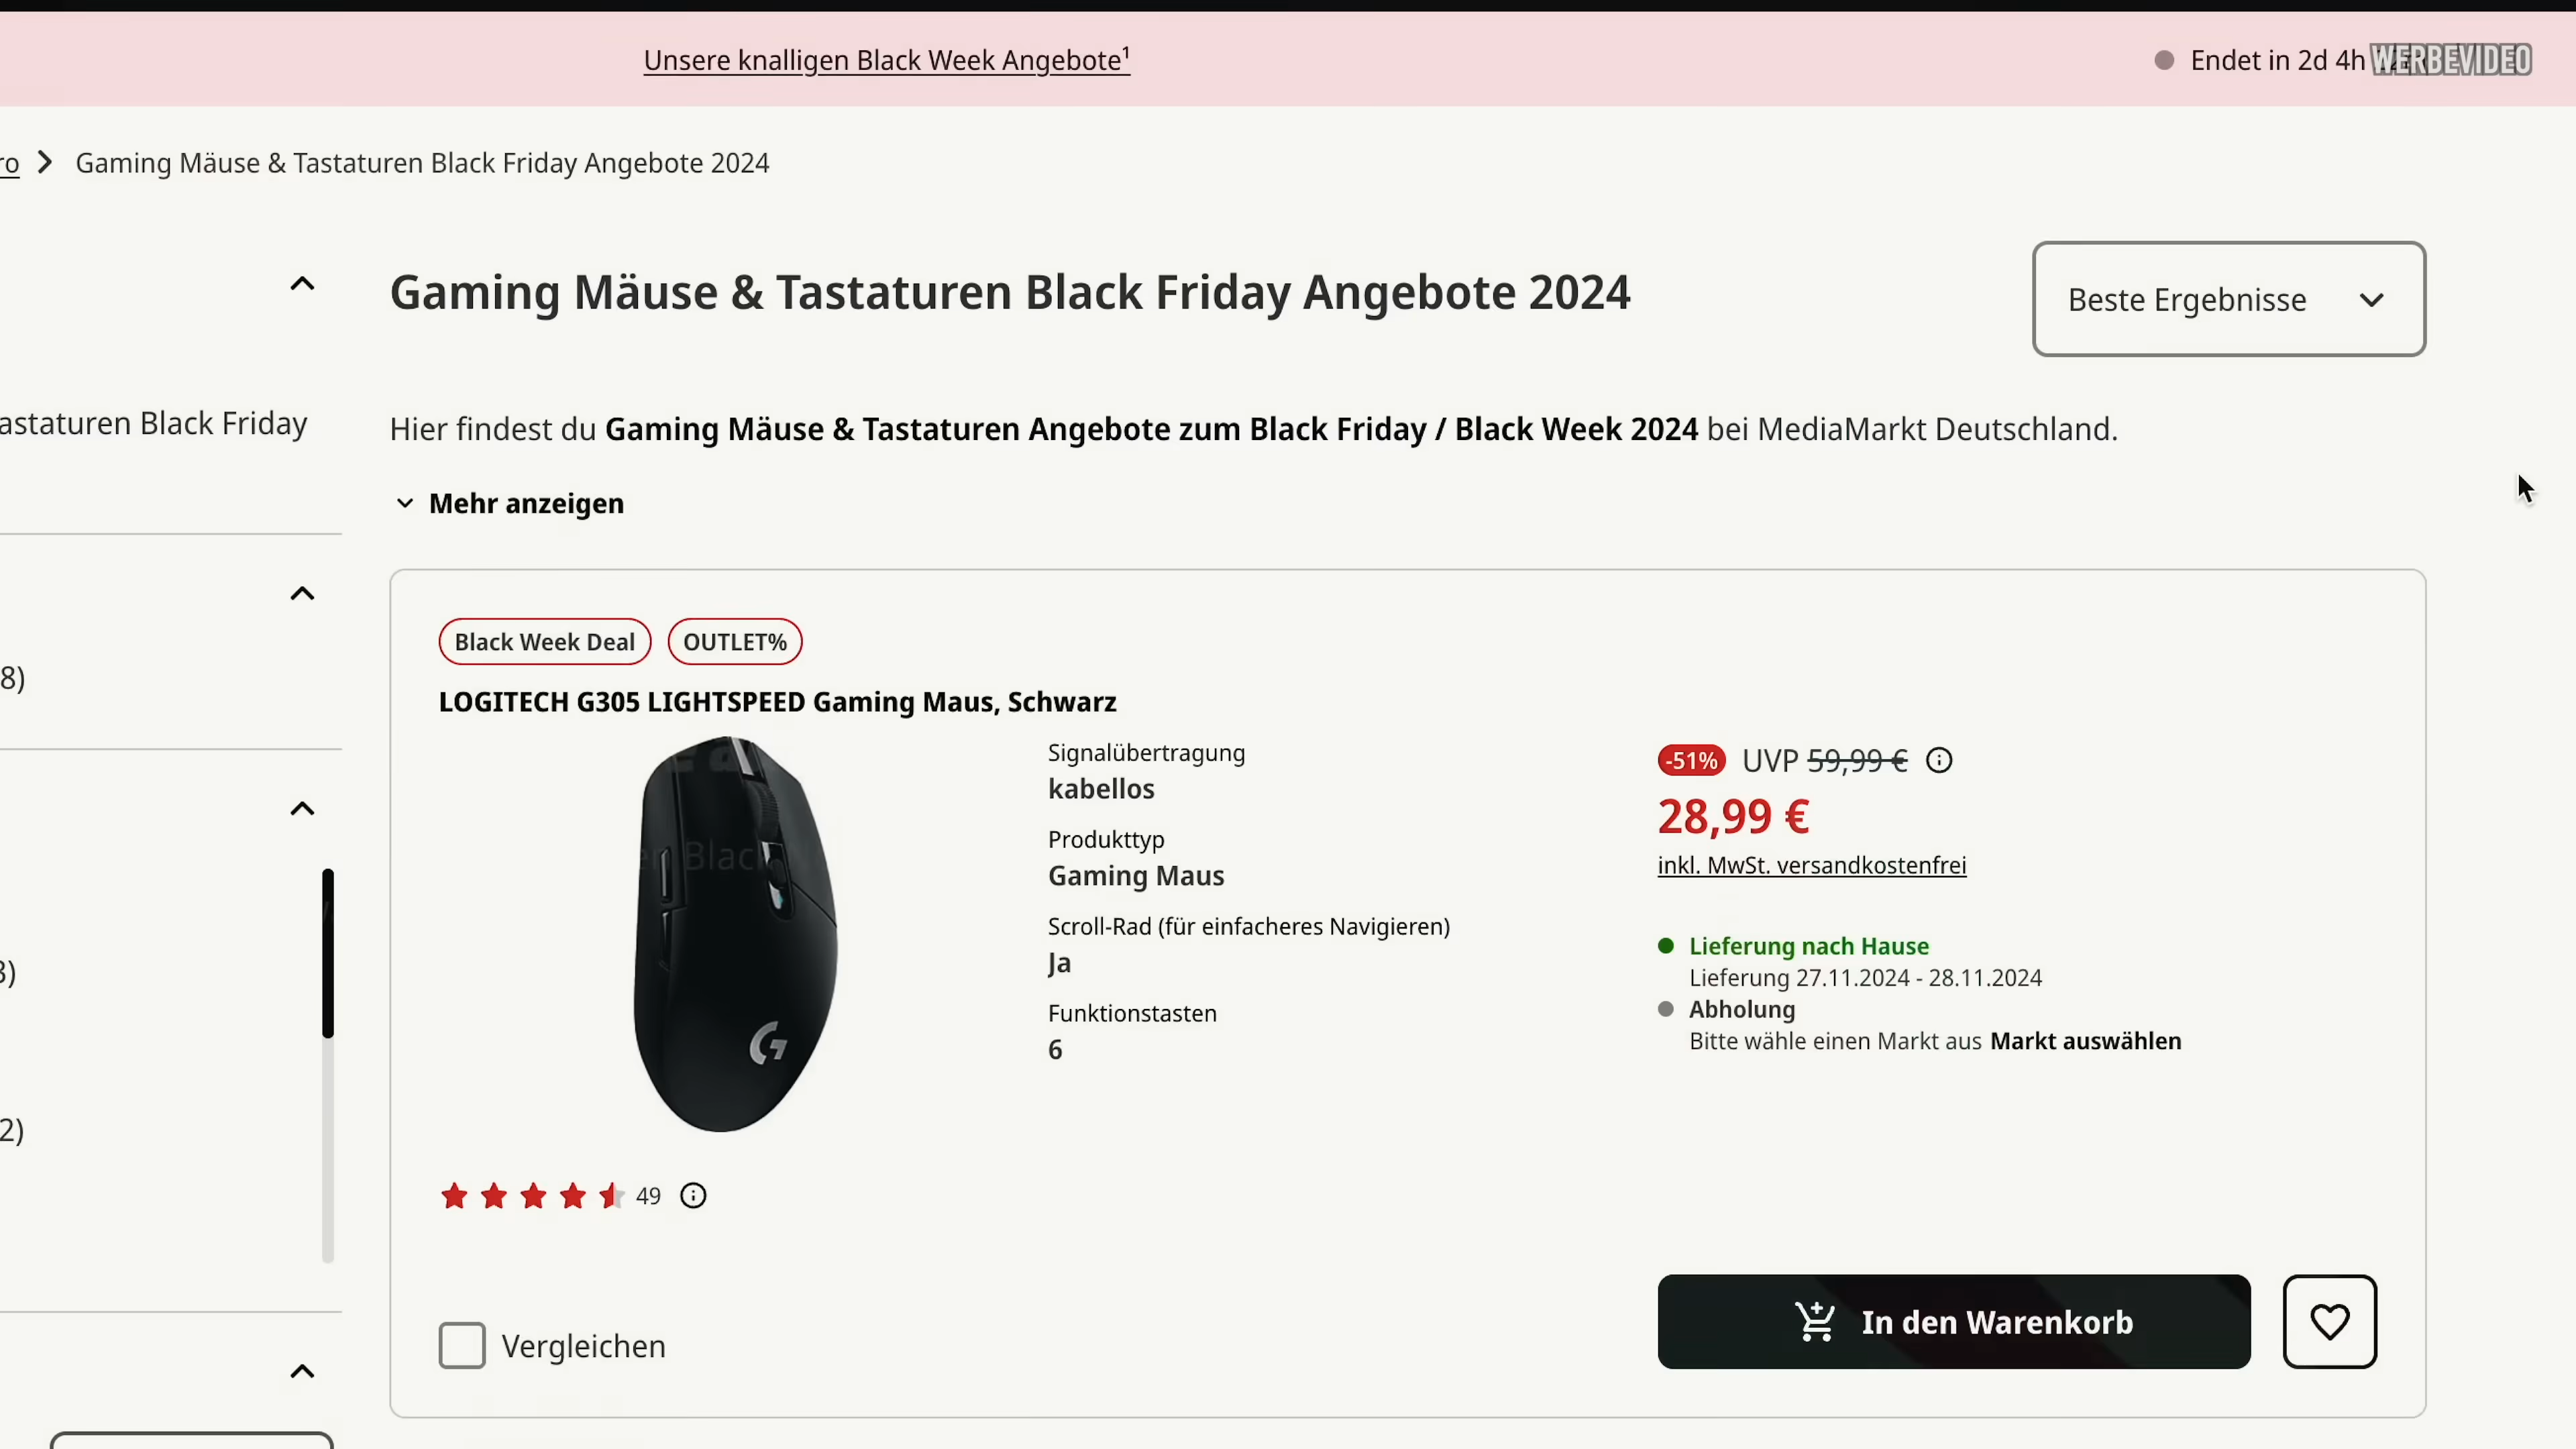 Unsere knalligen Black Week Angebote¹
Endet in 2d 4h
WERBEVIDEO
ro > Gaming Mäuse & Tastaturen Black Friday Angebote 2024
Gaming Mäuse & Tastaturen Black Friday Angebote 2024
Beste Ergebnisse
astaturen Black Friday
Hier findest du Gaming Mäuse & Tastaturen Angebote zum Black Friday / Black Week 2024 bei MediaMarkt Deutschland.
Mehr anzeigen
8)
3)
2)
Black Week Deal
OUTLET%
LOGITECH G305 LIGHTSPEED Gaming Maus, Schwarz
Signalübertragung
kabellos
Produkttyp
Gaming Maus
Scroll-Rad (für einfacheres Navigieren)
Ja
Funktionstasten
6
-51% UVP 59,99 €
28,99 €
inkl. MwSt. versandkostenfrei
Lieferung nach Hause
Lieferung 27.11.2024 - 28.11.2024
Abholung
Bitte wähle einen Markt aus Markt auswählen
49
Vergleichen
In den Warenkorb